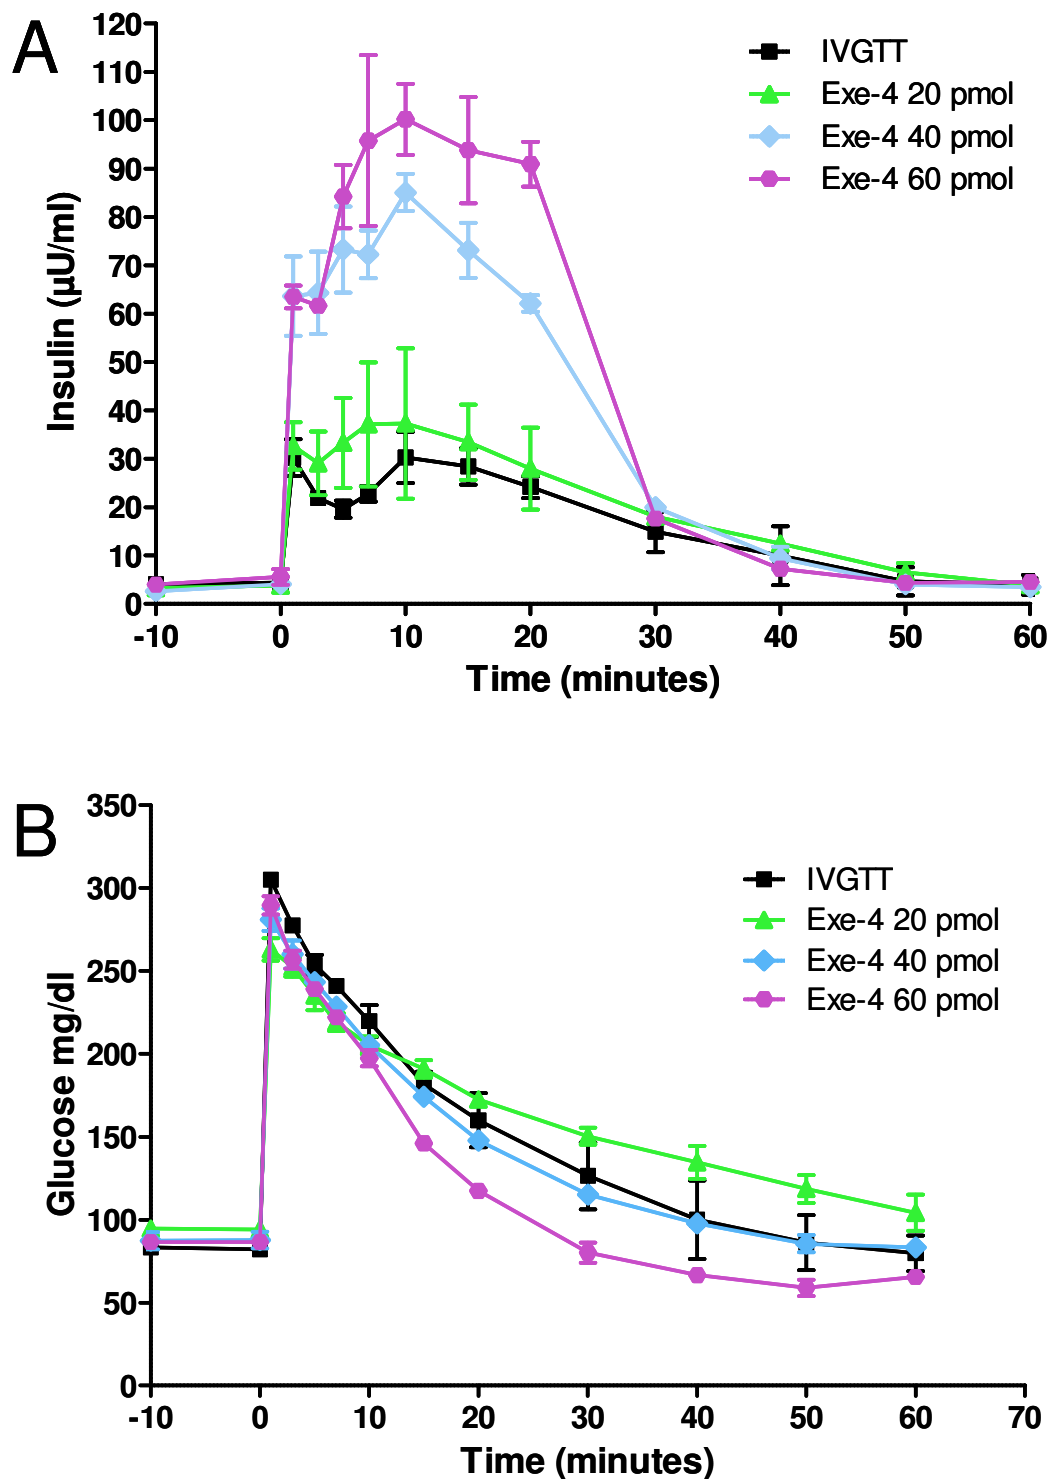 A
120
110
100
90
80
70
60
50
40
30
20
10
0
Insulin (µU/ml)
IVGTT
Exe-4 20 pmol
Exe-4 40 pmol
Exe-4 60 pmol
-10 0 10 20 30 40 50 60
Time (minutes)
B
350
300
250
200
150
100
50
0
Glucose mg/dl
IVGTT
Exe-4 20 pmol
Exe-4 40 pmol
Exe-4 60 pmol
-10 0 10 20 30 40 50 60 70
Time (minutes)